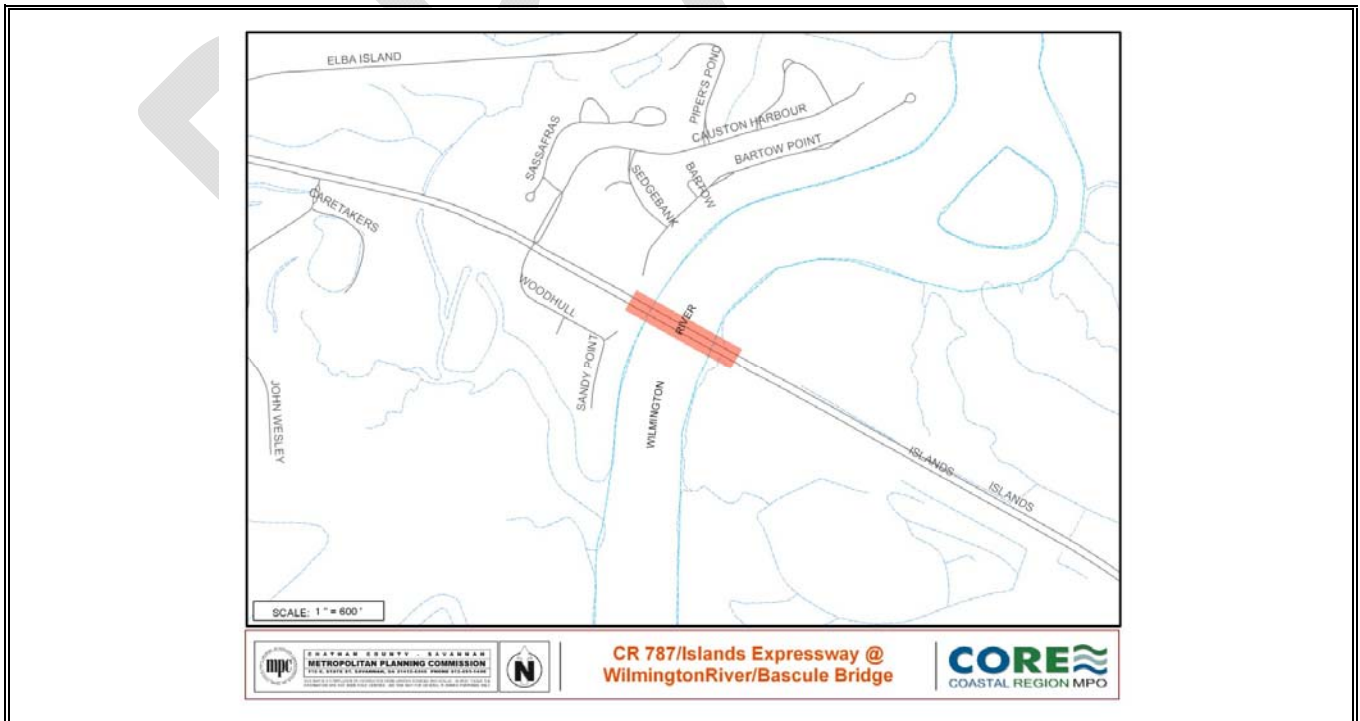 ELBA ISLAND
PIPER'S POND
CAUSTON HARBOUR
SASSAFRAS
BARTOW POINT
BARTOW
SEDGEBANK
CARETAKERS
WOODHULL
RIVER
SANDY POINT
WILMINGTON
JOHN WESLEY
ISLANDS
ISLANDS
SCALE: 1 " = 600 '
mpc
CHATHAM COUNTY - SAVANNAH
METROPOLITAN PLANNING COMMISSION
N
CR 787/Islands Expressway @
WilmingtonRiver/Bascule Bridge
CORE
COASTAL REGION MPO